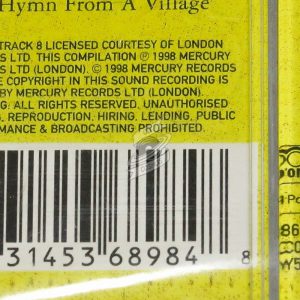 Hymn From A Village
TRACK 8 LICENSED COURTESY OF LONDON
S LTD. THIS COMPILATION ℗ 1998 MERCURY
LTD (LONDON). © 1998 MERCURY RECORDS
E COPYRIGHT IN THIS SOUND RECORDING IS
BY MERCURY RECORDS LTD (LONDON).
G: ALL RIGHTS RESERVED. UNAUTHORISED
G, REPRODUCTION, HIRING, LENDING, PUBLIC
MANCE & BROADCASTING PROHIBITED.
31453 68984 8